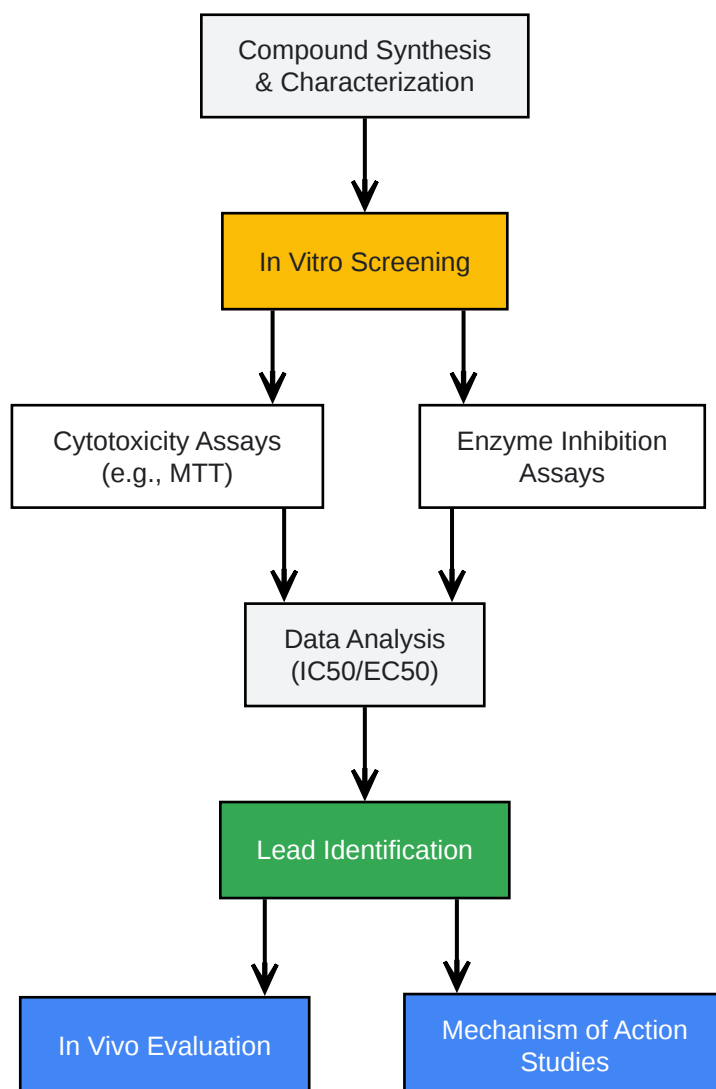 Compound Synthesis
& Characterization
In Vitro Screening
Cytotoxicity Assays
(e.g., MTT)
Enzyme Inhibition
Assays
Data Analysis
(IC50/EC50)
Lead Identification
In Vivo Evaluation
Mechanism of Action
Studies